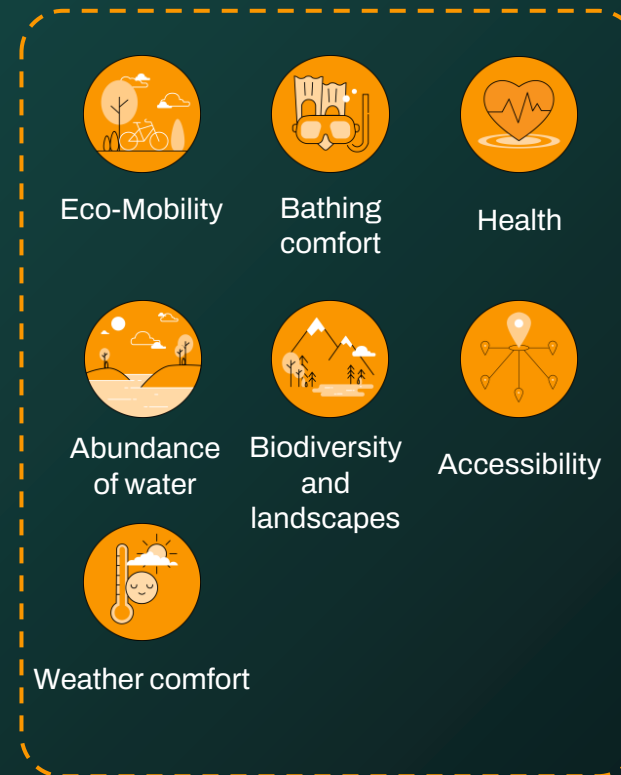 Eco-Mobility
Bathing
comfort
Health
Abundance
of water
Biodiversity
and
landscapes
Accessibility
Weather comfort